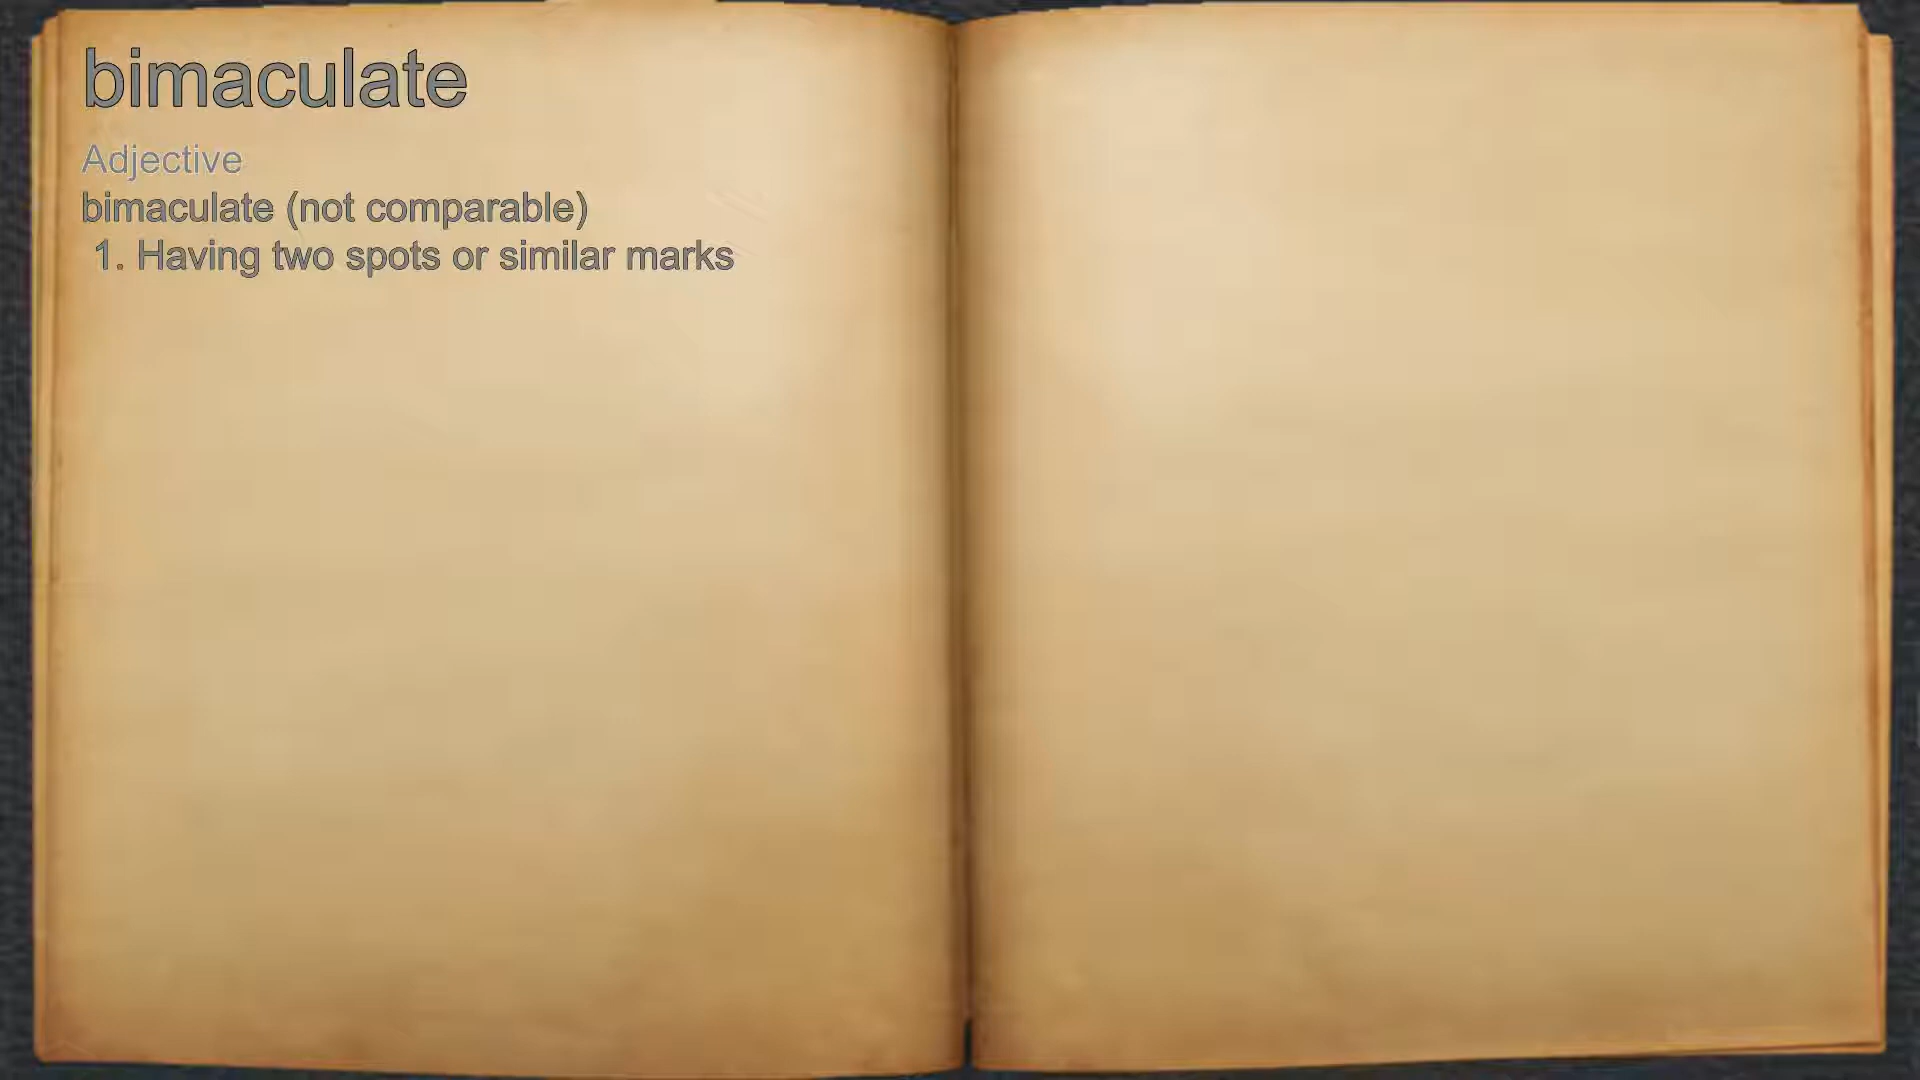 bimaculate
Adjective
bimaculate (not comparable)
1. Having two spots or similar marks